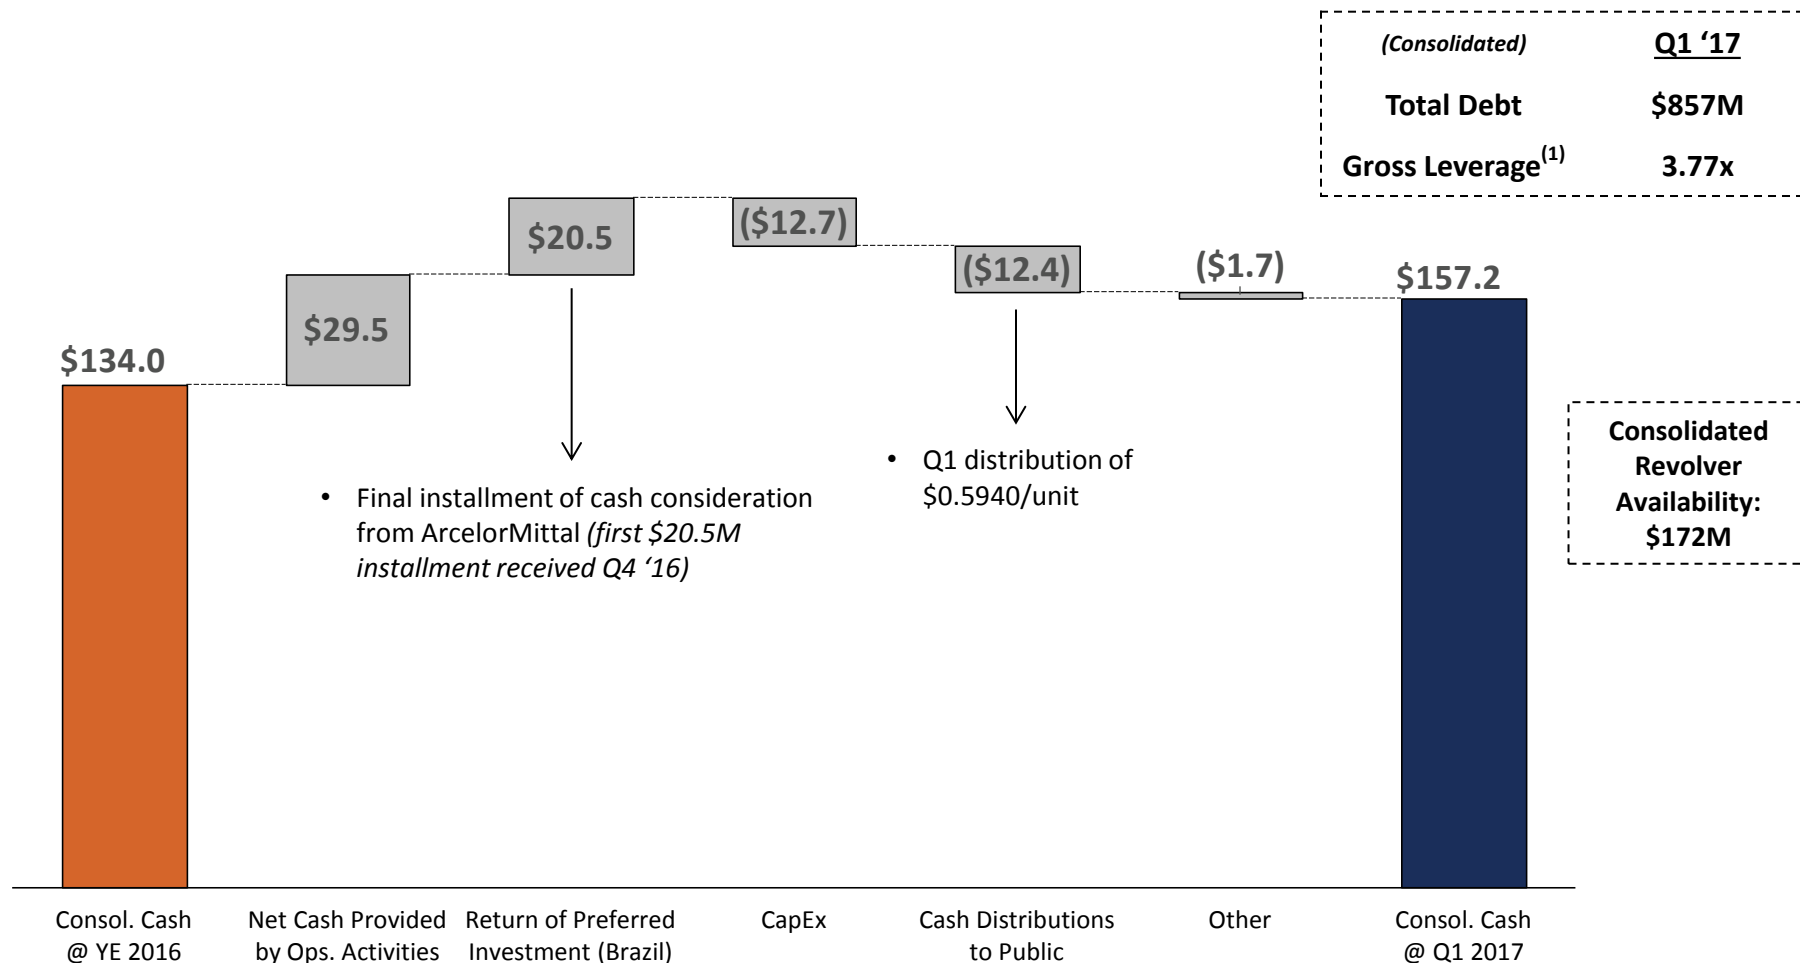 (Consolidated) Q1 ‘17
Total Debt $857M
Gross Leverage(1) 3.77x
$134.0
$29.5
$20.5
($12.7)
($12.4)
($1.7)
$157.2
• Final installment of cash consideration
from ArcelorMittal (first $20.5M
installment received Q4 ‘16)
• Q1 distribution of
$0.5940/unit
Consolidated
Revolver
Availability:
$172M
Consol. Cash
@ YE 2016
Net Cash Provided
by Ops. Activities
Return of Preferred
Investment (Brazil)
CapEx
Cash Distributions
to Public
Other
Consol. Cash
@ Q1 2017